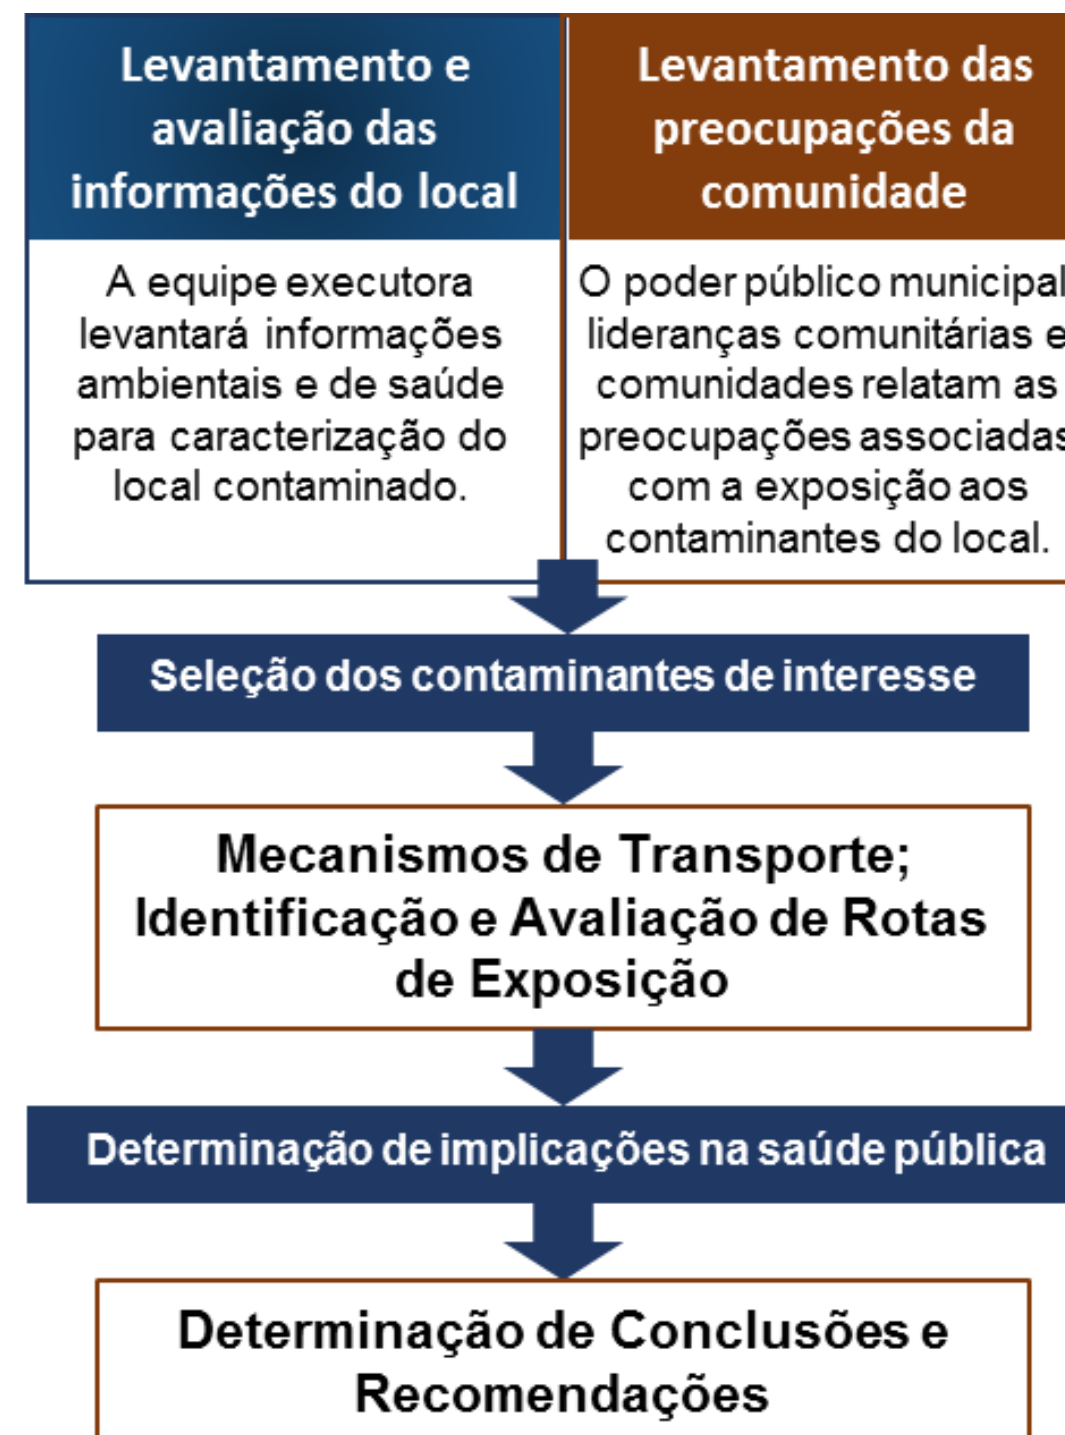 Levantamento e
avaliação das
informações do local
A equipe executora
levantará informações
ambientais e de saúde
para caracterização do
local contaminado.
Levantamento das
preocupações da
comunidade
O poder público municipal
lideranças comunitárias e
comunidades relatam as
preocupações associadas
com a exposição aos
contaminantes do local.
Seleção dos contaminantes de interesse
Mecanismos de Transporte;
Identificação e Avaliação de Rotas
de Exposição
Determinação de implicações na saúde pública
Determinação de Conclusões e
Recomendações